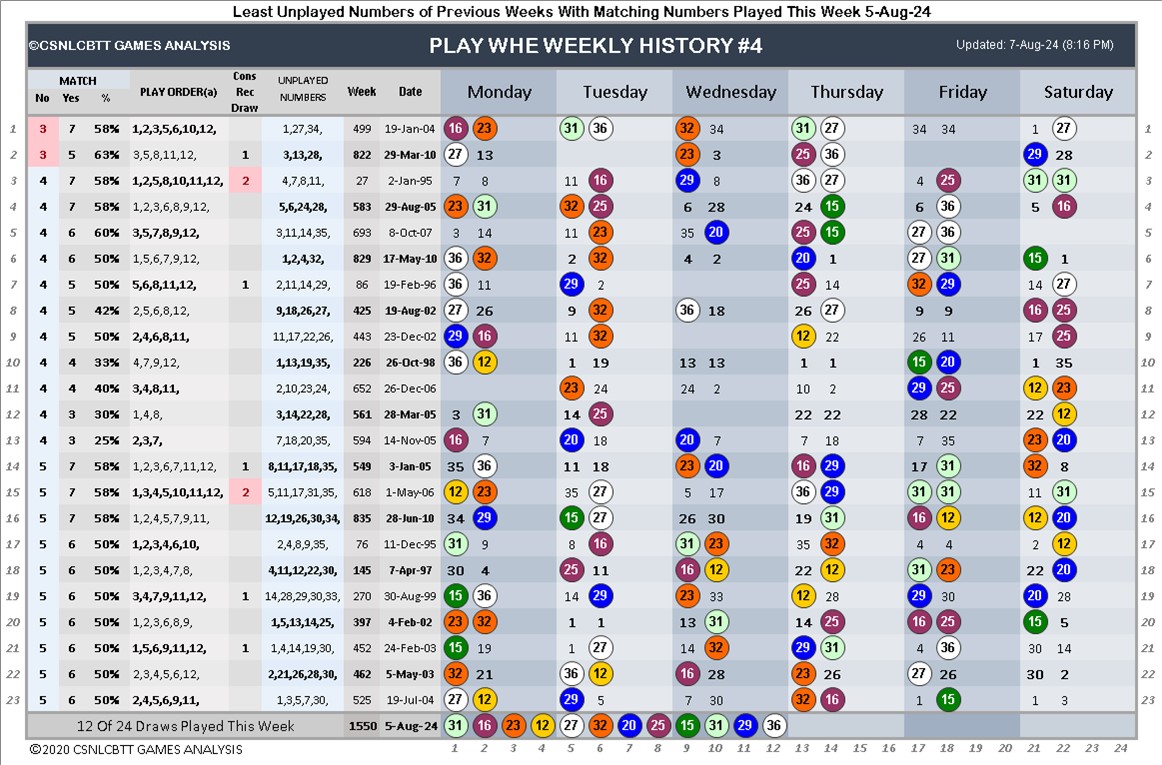 Least Unplayed Numbers of Previous Weeks With Matching Numbers Played This Week 5-Aug-24
©CSNLCBTT GAMES ANALYSIS PLAY WHE WEEKLY HISTORY #4 Updated: 7-Aug-24 (8:16 PM)
MATCH
No Yes % PLAY ORDER(a) Cons Rec Draw UNPLAYED NUMBERS Week Date Monday Tuesday Wednesday Thursday Friday Saturday
1 3 7 58% 1,2,3,5,6,10,12, 1,27,34, 499 19-Jan-04 16 23 31 36 32 34 31 27 34 34 1 27 1
2 3 5 63% 3,5,8,11,12, 1 3,13,28, 822 29-Mar-10 27 13 23 3 25 36 29 28 2
3 4 7 58% 1,2,5,8,10,11,12, 2 4,7,8,11, 27 2-Jan-95 7 8 11 16 29 8 36 27 4 25 31 31 3
4 4 7 58% 1,2,3,6,8,9,12, 5,6,24,28, 583 29-Aug-05 23 31 32 25 6 28 24 15 6 36 5 16 4
5 4 6 60% 3,5,7,8,9,12, 3,11,14,35, 693 8-Oct-07 3 14 11 23 35 20 25 15 27 36 5
6 4 6 50% 1,5,6,7,9,12, 1,2,4,32, 829 17-May-10 36 32 2 32 4 2 20 1 27 31 15 1 6
7 4 5 50% 5,6,8,11,12, 1 2,11,14,29, 86 19-Feb-96 36 11 29 2 25 14 32 29 14 27 7
8 4 5 42% 2,5,6,8,12, 9,18,26,27, 425 19-Aug-02 27 26 9 32 36 18 26 27 9 9 16 25 8
9 4 5 50% 2,4,6,8,11, 11,17,22,26, 443 23-Dec-02 29 16 11 32 12 22 26 11 17 25 9
10 4 4 33% 4,7,9,12, 1,13,19,35, 226 26-Oct-98 36 12 1 19 13 13 1 1 15 20 1 35 10
11 4 4 40% 3,4,8,11, 2,10,23,24, 652 26-Dec-06 23 24 24 2 10 2 29 25 12 23 11
12 4 3 30% 1,4,8, 3,14,22,28, 561 28-Mar-05 3 31 14 25 22 22 28 22 22 12 12
13 4 3 25% 2,3,7, 7,18,20,35, 594 14-Nov-05 16 7 20 18 20 7 7 18 7 35 23 20 13
14 5 7 58% 1,2,3,6,7,11,12, 1 8,11,17,18,35, 549 3-Jan-05 35 36 11 18 23 20 16 29 17 31 32 8 14
15 5 7 58% 1,3,4,5,10,11,12, 2 5,11,17,31,35, 618 1-May-06 12 23 35 27 5 17 36 29 31 31 11 31 15
16 5 7 58% 1,2,4,5,7,9,11, 12,19,26,30,34, 835 28-Jun-10 34 29 15 27 26 30 19 31 16 12 12 20 16
17 5 6 50% 1,2,3,4,6,10, 2,4,8,9,35, 76 11-Dec-95 31 9 8 16 31 23 35 32 4 4 2 12 17
18 5 6 50% 1,2,3,4,7,8, 4,11,12,22,30, 145 7-Apr-97 30 4 25 11 16 12 22 12 31 23 22 20 18
19 5 6 50% 3,4,7,9,11,12, 1 14,28,29,30,33, 270 30-Aug-99 15 36 14 29 23 33 12 28 29 30 20 28 19
20 5 6 50% 1,2,3,6,8,9, 1,5,13,14,25, 397 4-Feb-02 23 32 1 1 13 31 14 25 16 25 15 5 20
21 5 6 50% 1,5,6,9,11,12, 1 1,4,14,19,30, 452 24-Feb-03 15 19 1 27 14 32 29 31 4 36 30 14 21
22 5 6 50% 2,3,4,5,6,12, 2,21,26,28,30, 462 5-May-03 32 21 36 12 16 28 23 26 27 26 30 2 22
23 5 6 50% 2,4,5,6,9,11, 1,3,5,7,30, 525 19-Jul-04 27 12 29 5 7 30 32 16 1 15 1 3 23
12 Of 24 Draws Played This Week 1550 5-Aug-24 31 16 23 12 27 32 20 25 15 31 29 36
©2020 CSNLCBTT GAMES ANALYSIS 1 2 3 4 5 6 7 8 9 10 11 12 13 14 15 16 17 18 19 20 21 22 23 24